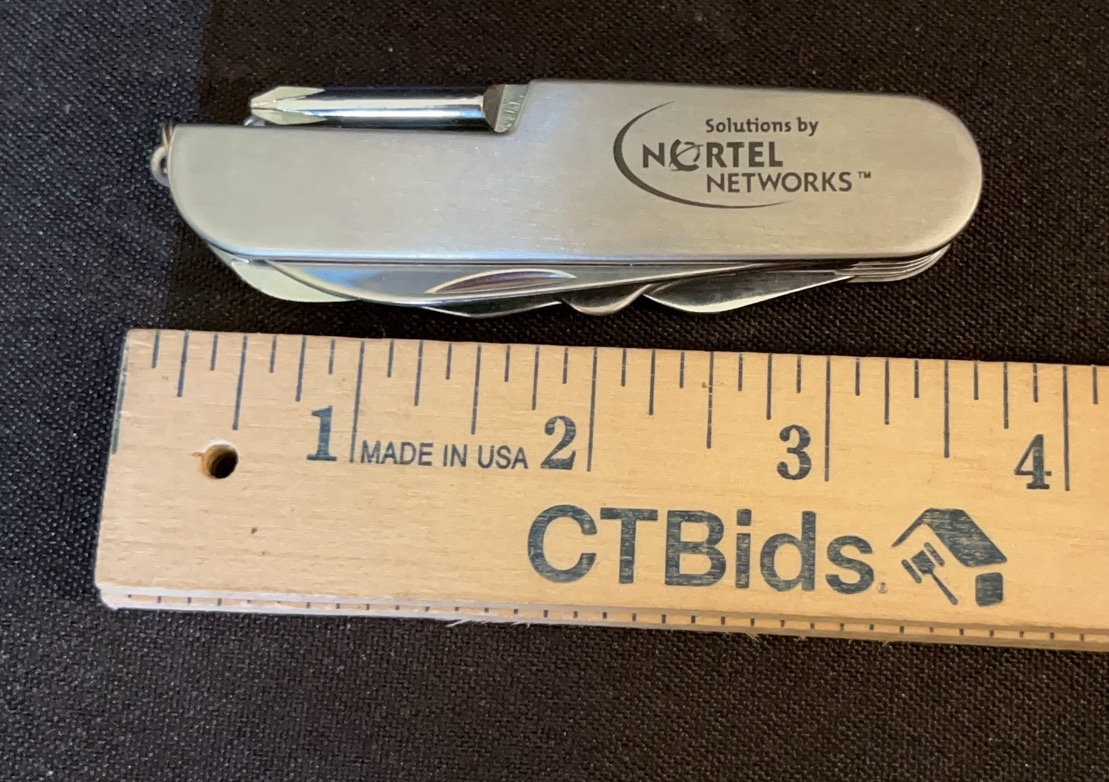 Solutions by
NORTEL
NETWORKS™
1 MADE IN USA 2 3 4
CTBids.